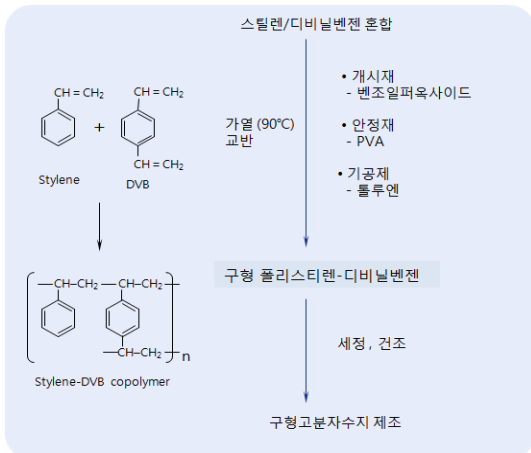 스틸렌/디비닐벤젠 혼합
• 개시재
- 벤조일퍼옥사이드
• 안정재
- PVA
• 기공제
- 톨루엔
가열 (90℃)
교반
CH=CH₂
CH=CH₂
+
CH=CH₂
Stylene
DVB
구형 폴리스티렌-디비닐벤젠
CH-CH₂
CH-CH₂
CH-CH₂
n
Stylene-DVB copolymer
세정 , 건조
구형고분자수지 제조